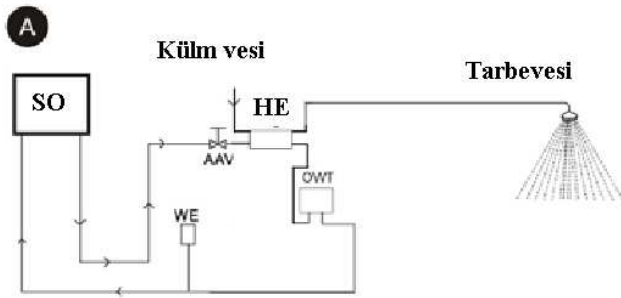 A
Külm vesi
Tarbevesi
SO
HE
AAV
OWT
WE